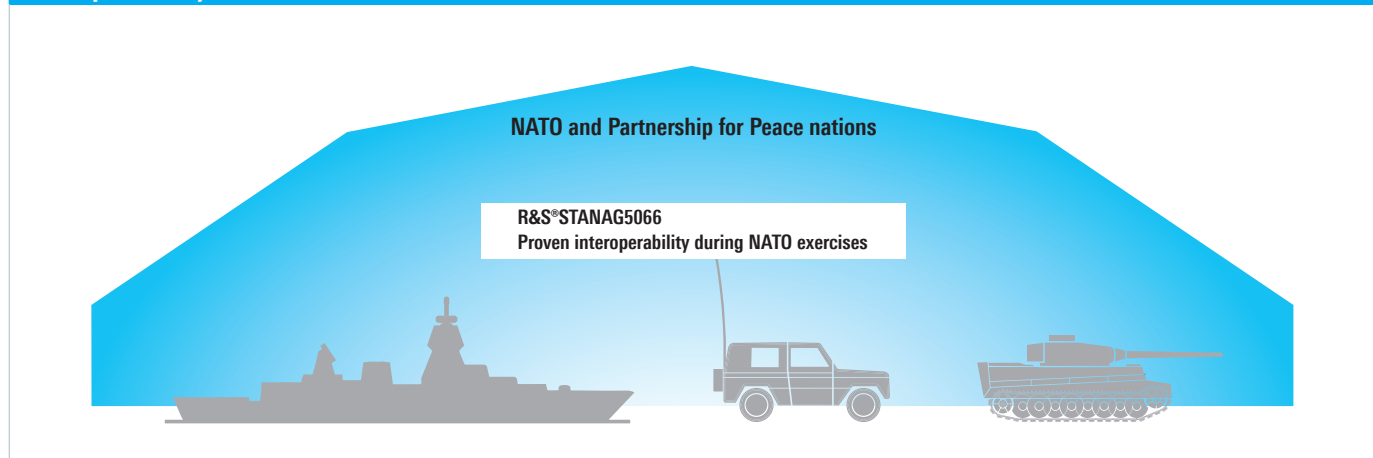 NATO and Partnership for Peace nations
R&S®STANAG5066
Proven interoperability during NATO exercises